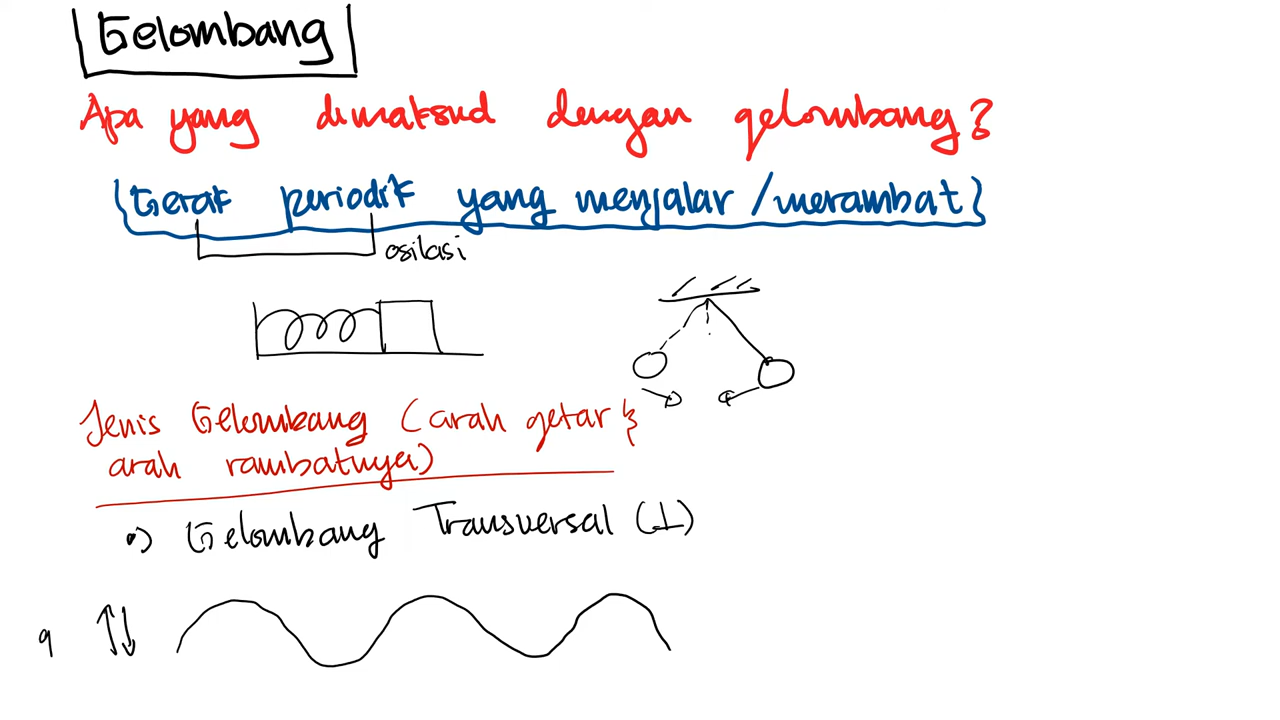 Gelombang
Apa yang dimaksud dengan gelombang?
{Gerak periodik yang menjalar/merambat}
osilasi
Jenis Gelombang (arah getar &
arah rambatnya)
•) Gelombang Transversal (⊥)